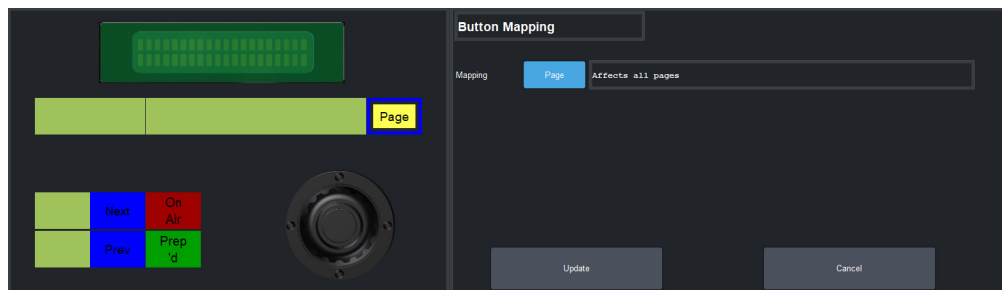 Button Mapping
Mapping Page Affects all pages
Page
Next On
Air
Prev Prep
'd
Update Cancel